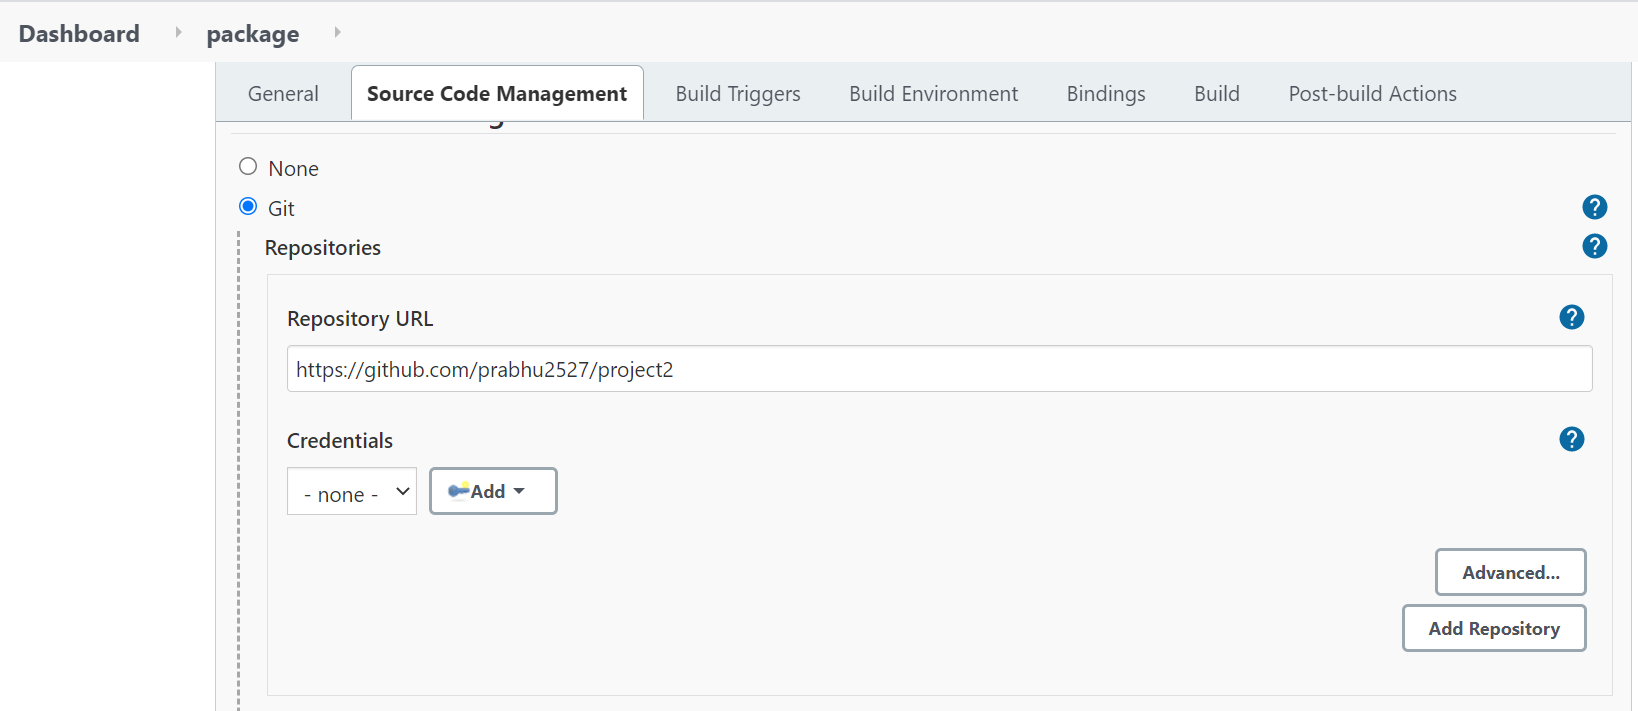 Dashboard package
General Source Code Management Build Triggers Build Environment Bindings Build Post-build Actions
None
Git ?
Repositories ?
Repository URL ?
https://github.com/prabhu2527/project2
Credentials ?
- none - Add
Advanced...
Add Repository